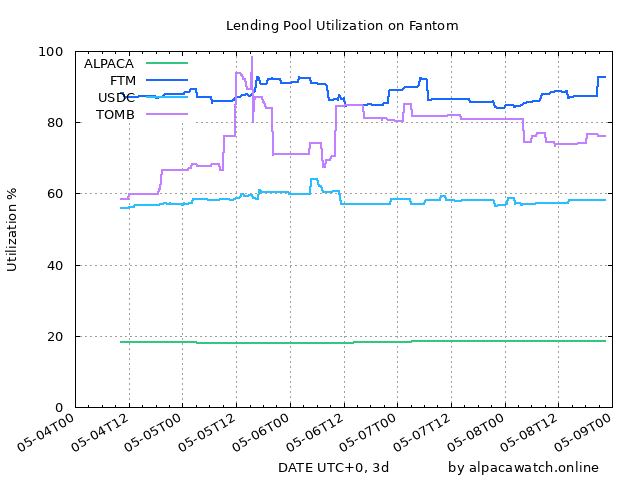 Lending Pool Utilization on Fantom
100
80
60
40
20
0
Utilization %
ALPACA
FTM
USDC
TOMB
05-04T00
05-04T12
05-05T00
05-05T12
05-06T00
05-06T12
05-07T00
05-07T12
05-08T00
05-08T12
05-09T00
DATE UTC+0, 3d
by alpacawatch.online